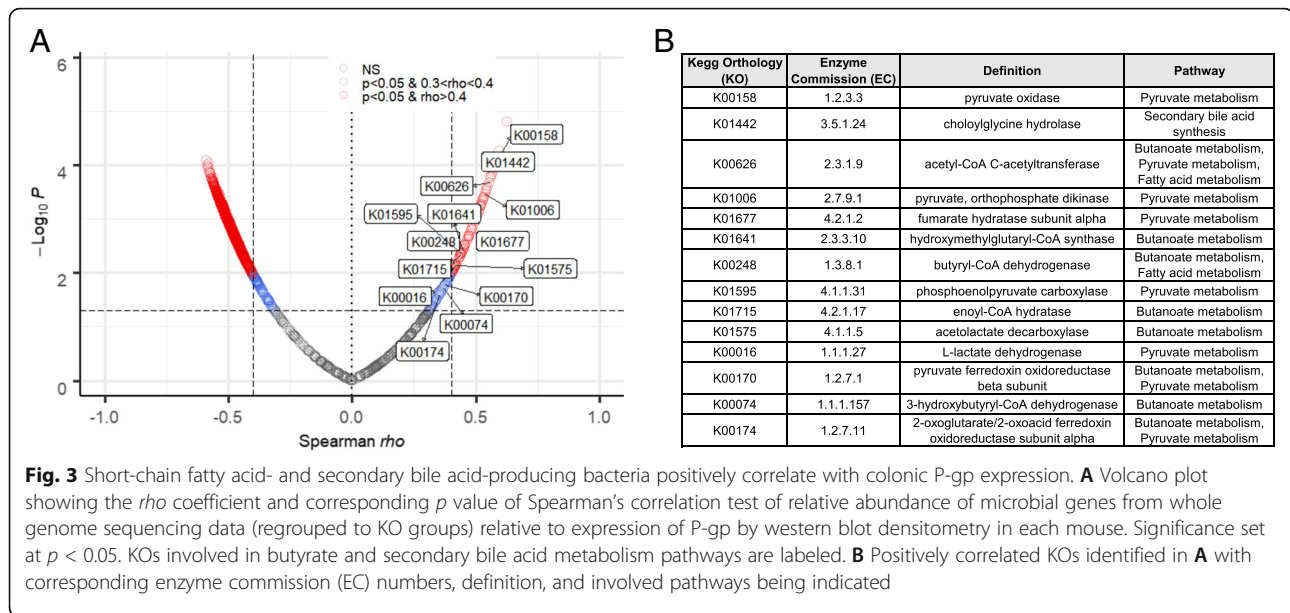 A
6
4
2
0
−Log10 P
NS
p<0.05 & 0.3<rho<0.4
p<0.05 & rho>0.4
K00158
K01442
K00626
K01006
K01595
K01641
K00248
K01677
K01715
K01575
K00016
K00170
K00074
K00174
-1.0 -0.5 0.0 0.5 1.0
Spearman rho
B
Kegg Orthology (KO) Enzyme Commission (EC) Definition Pathway
K00158 1.2.3.3 pyruvate oxidase Pyruvate metabolism
K01442 3.5.1.24 choloylglycine hydrolase Secondary bile acid synthesis
K00626 2.3.1.9 acetyl-CoA C-acetyltransferase Butanoate metabolism, Pyruvate metabolism, Fatty acid metabolism
K01006 2.7.9.1 pyruvate, orthophosphate dikinase Pyruvate metabolism
K01677 4.2.1.2 fumarate hydratase subunit alpha Pyruvate metabolism
K01641 2.3.3.10 hydroxymethylglutaryl-CoA synthase Butanoate metabolism
K00248 1.3.8.1 butyryl-CoA dehydrogenase Butanoate metabolism, Fatty acid metabolism
K01595 4.1.1.31 phosphoenolpyruvate carboxylase Pyruvate metabolism
K01715 4.2.1.17 enoyl-CoA hydratase Butanoate metabolism
K01575 4.1.1.5 acetolactate decarboxylase Butanoate metabolism
K00016 1.1.1.27 L-lactate dehydrogenase Pyruvate metabolism
K00170 1.2.7.1 pyruvate ferredoxin oxidoreductase beta subunit Butanoate metabolism, Pyruvate metabolism
K00074 1.1.1.157 3-hydroxybutyryl-CoA dehydrogenase Butanoate metabolism
K00174 1.2.7.11 2-oxoglutarate/2-oxoacid ferredoxin oxidoreductase subunit alpha Butanoate metabolism, Pyruvate metabolism
Fig. 3 Short-chain fatty acid- and secondary bile acid-producing bacteria positively correlate with colonic P-gp expression. A Volcano plot
showing the rho coefficient and corresponding p value of Spearman's correlation test of relative abundance of microbial genes from whole
genome sequencing data (regrouped to KO groups) relative to expression of P-gp by western blot densitometry in each mouse. Significance set
at p < 0.05. KOs involved in butyrate and secondary bile acid metabolism pathways are labeled. B Positively correlated KOs identified in A with
corresponding enzyme commission (EC) numbers, definition, and involved pathways being indicated